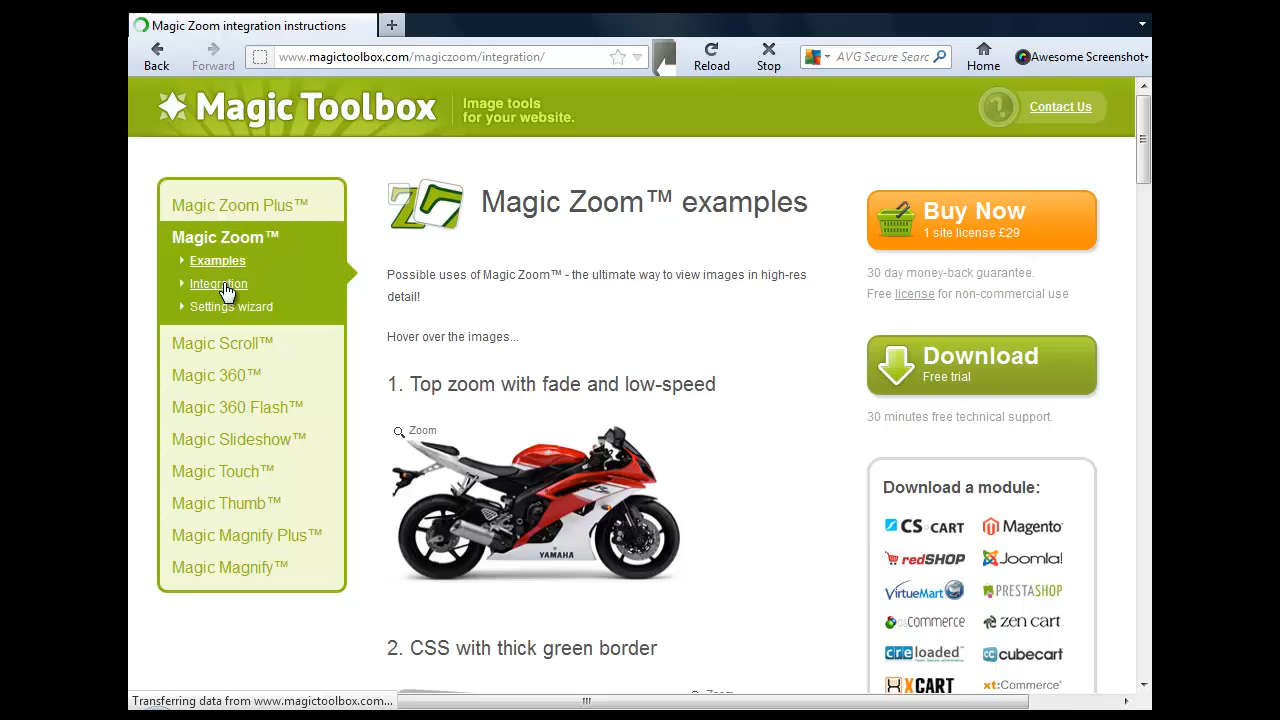 Magic Zoom integration instructions
Back
Forward
www.magictoolbox.com/magiczoom/integration/
Reload
Stop
AVG Secure Searc
Home
Awesome Screenshot
Magic Toolbox
Image tools
for your website.
Contact Us
Magic Zoom Plus™
Magic Zoom™
Examples
Integration
Settings wizard
Magic Scroll™
Magic 360™
Magic 360 Flash™
Magic Slideshow™
Magic Touch™
Magic Thumb™
Magic Magnify Plus™
Magic Magnify™
Magic Zoom™ examples
Possible uses of Magic Zoom™ - the ultimate way to view images in high-res
detail!
Hover over the images...
1. Top zoom with fade and low-speed
Zoom
YAMAHA
2. CSS with thick green border
Zoom
Buy Now
1 site license £29
30 day money-back guarantee.
Free license for non-commercial use
Download
Free trial
30 minutes free technical support.
Download a module:
CS CART
Magento
redSHOP
Joomla!
VirtueMart
PRESTASHOP
osCommerce
zen cart
creloaded
cubecart
XCART
xt:Commerce
Transferring data from www.magictoolbox.com...